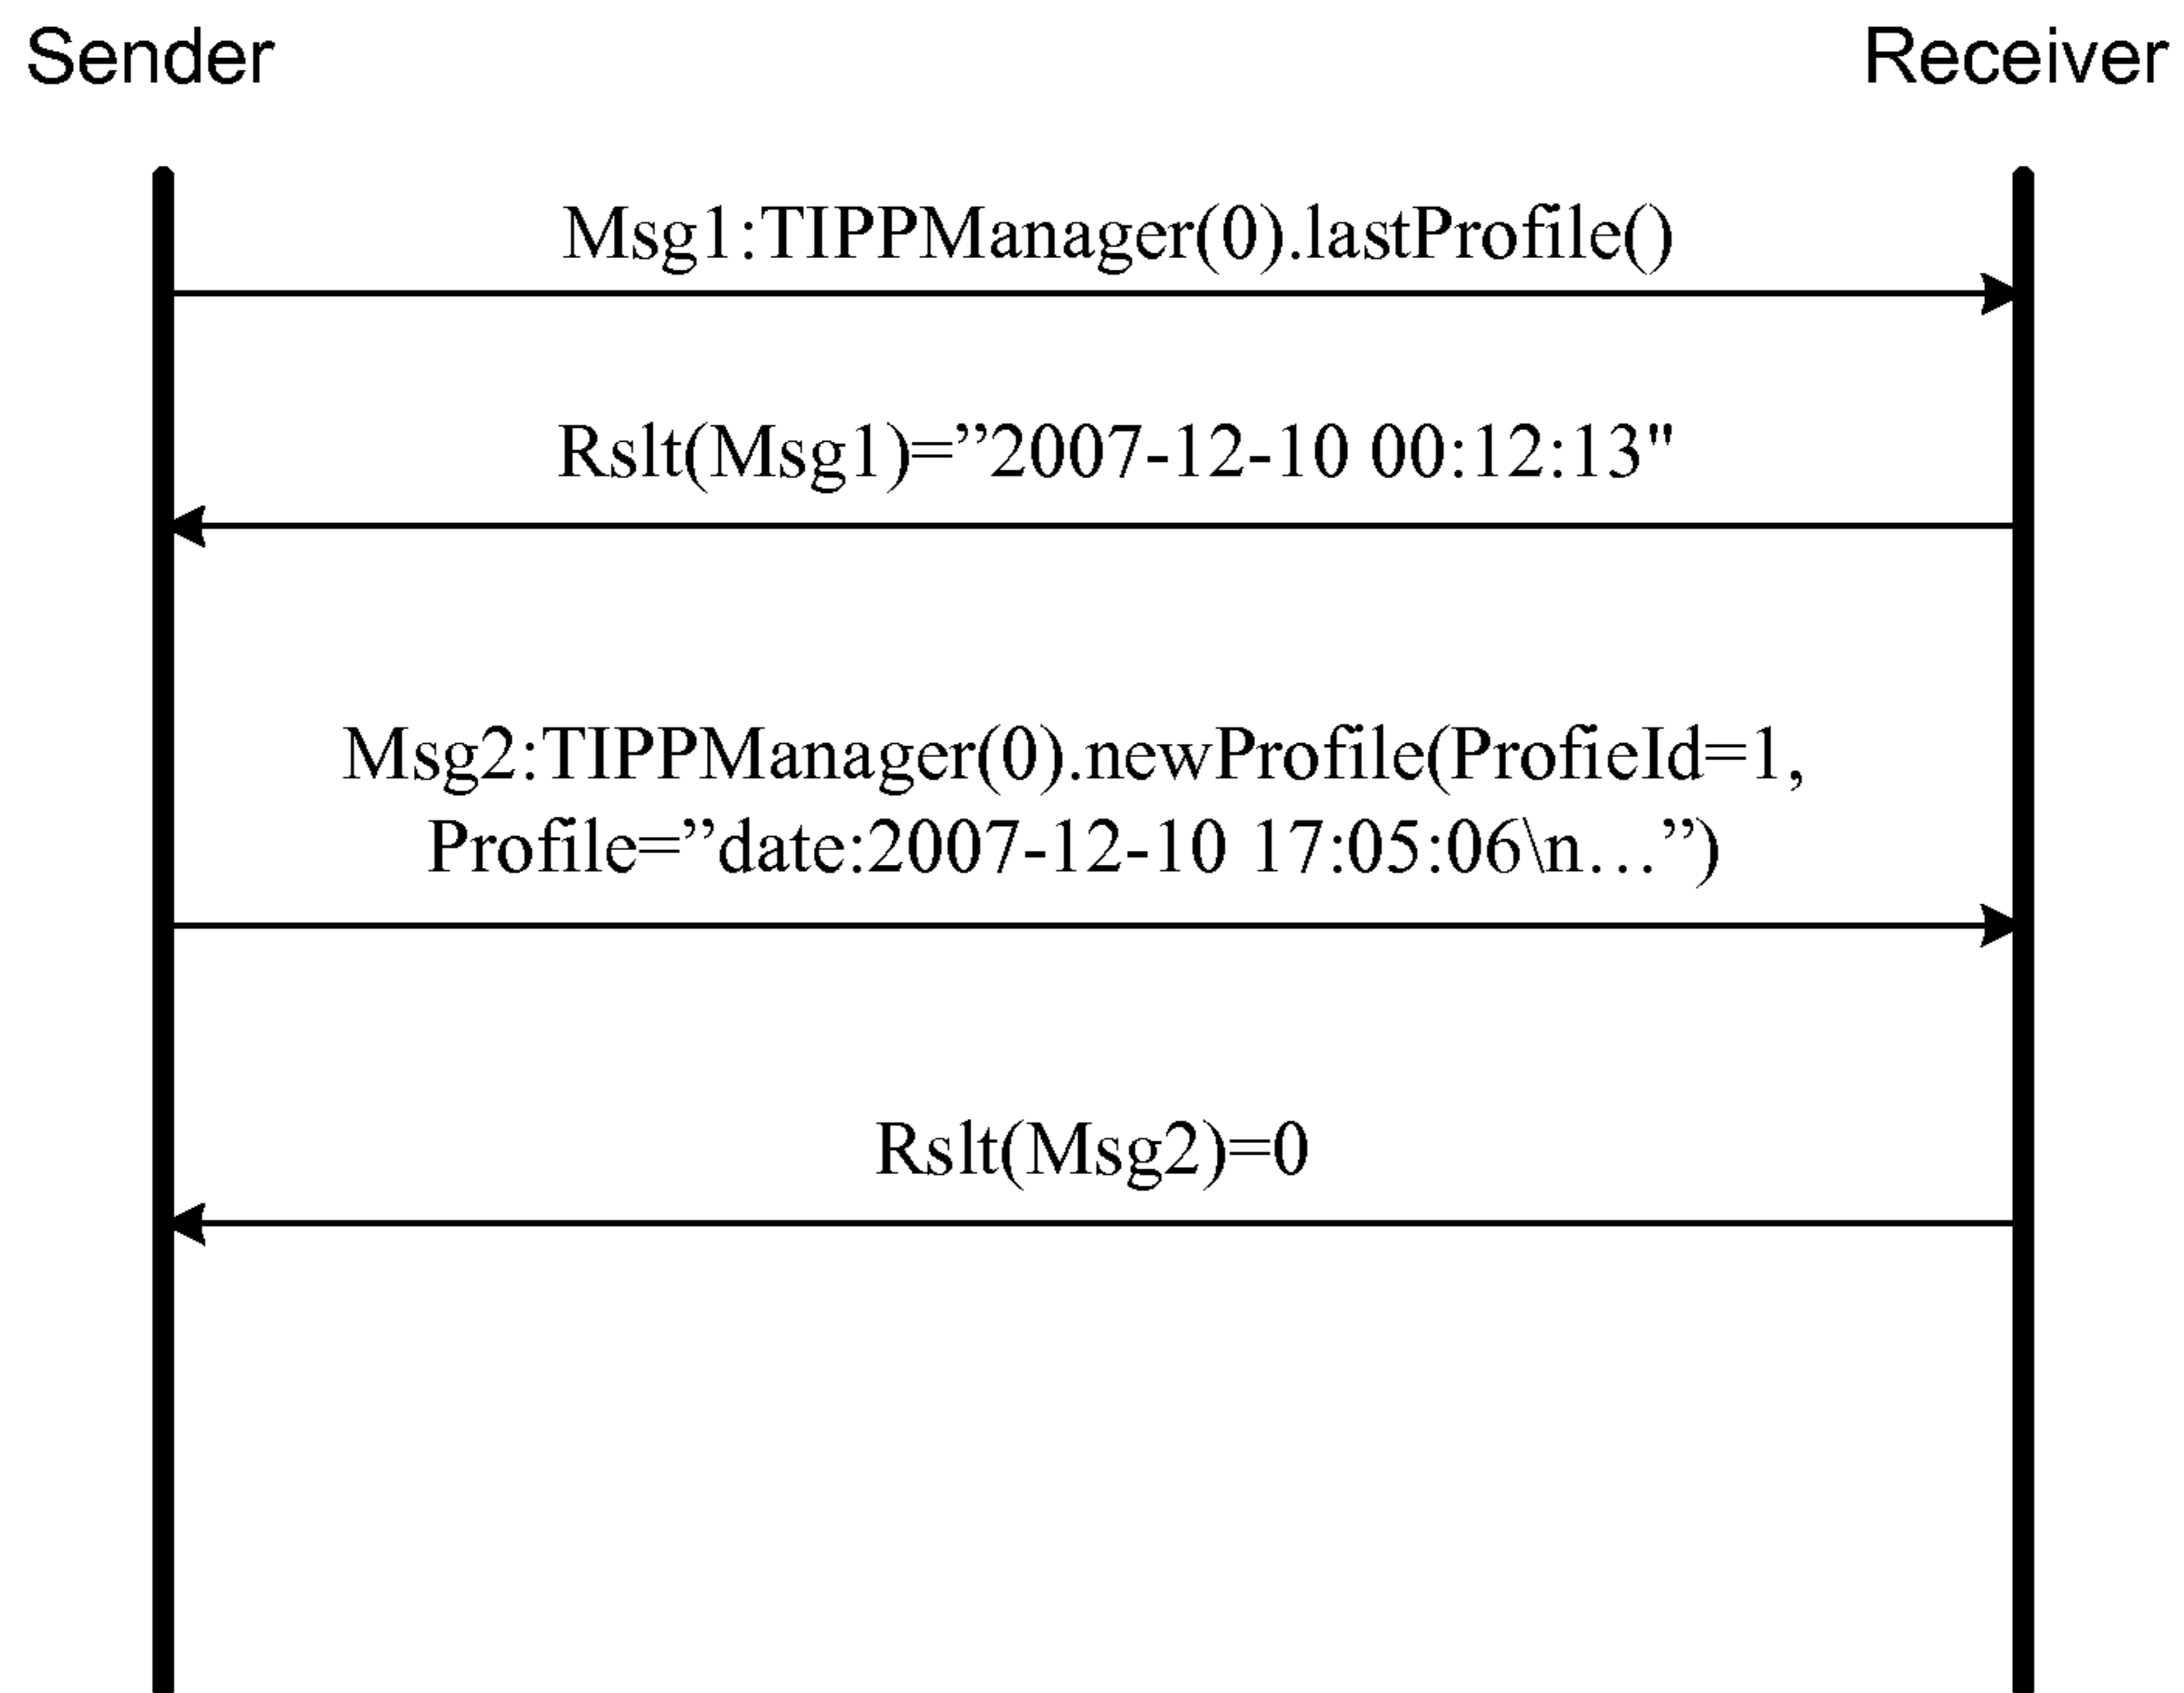 Sender
Receiver
Msg1:TIPPManager(0).lastProfile()
Rslt(Msg1)=”2007-12-10 00:12:13"
Msg2:TIPPManager(0).newProfile(ProfieId=1,
Profile=”date:2007-12-10 17:05:06\n…”)
Rslt(Msg2)=0